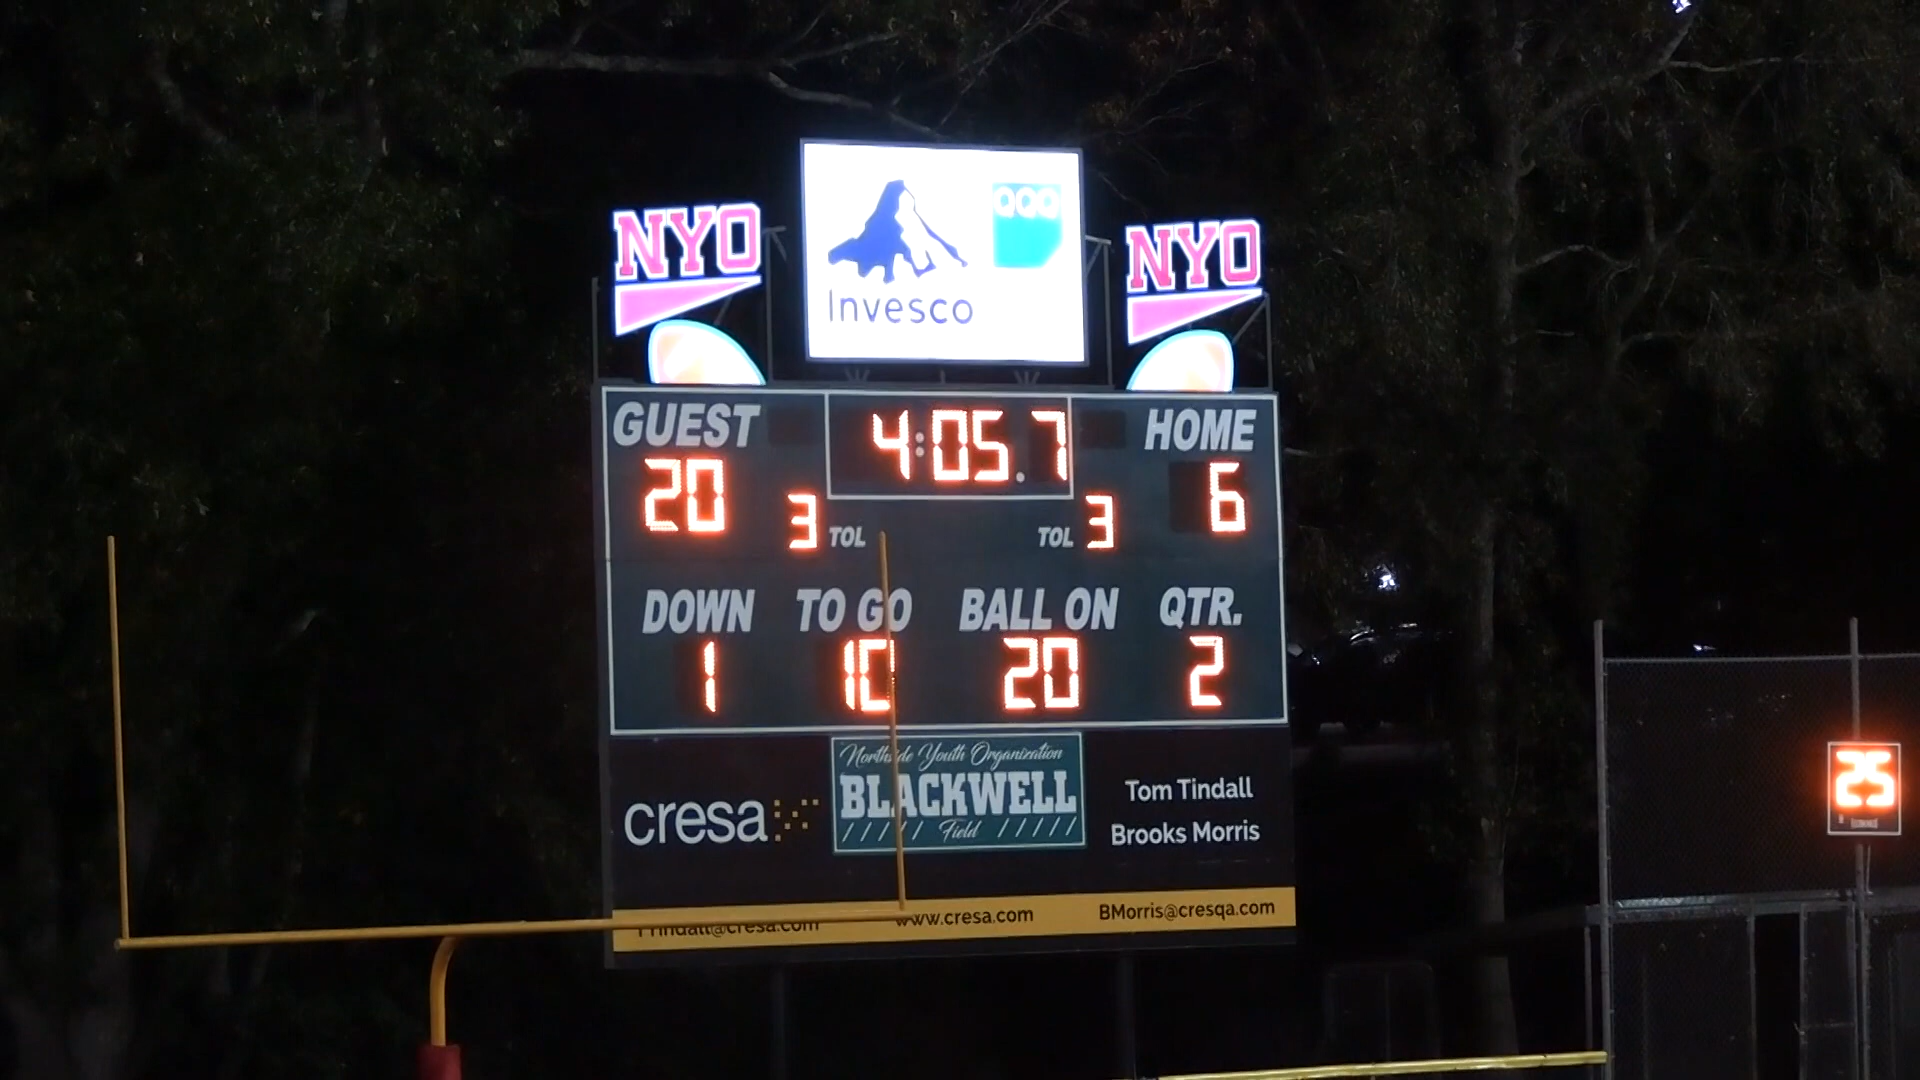 NYO
QQQ
Invesco
NYO
GUEST
4:05.7
HOME
20
3 TOL
TOL 3
6
DOWN
TO GO
BALL ON
QTR.
1
10
20
2
25
Northside Youth Organization
BLACKWELL
Field
cresa
Tom Tindall
Brooks Morris
www.cresa.com
BMorris@cresqa.com